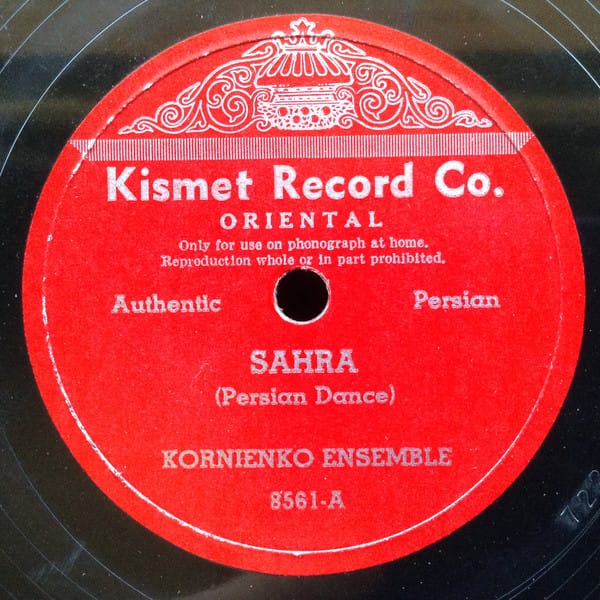 Kismet Record Co.
ORIENTAL
Only for use on phonograph at home.
Reproduction whole or in part prohibited.
Authentic Persian
SAHRA
(Persian Dance)
KORNIENKO ENSEMBLE
8561-A